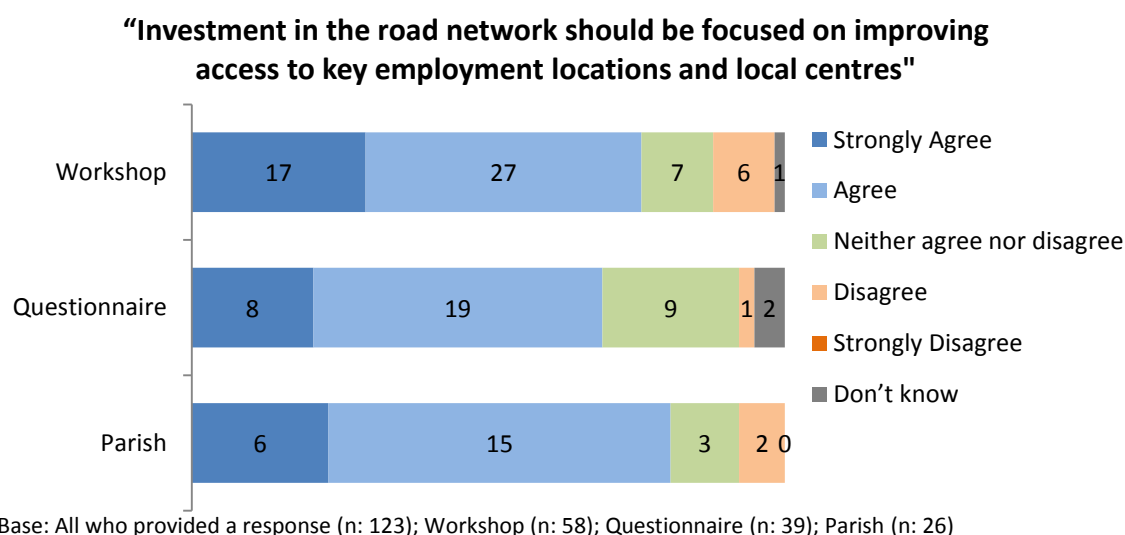 “Investment in the road network should be focused on improving
access to key employment locations and local centres"
Workshop
17 27 7 6 1
Questionnaire
8 19 9 1 2
Parish
6 15 3 2 0
Strongly Agree
Agree
Neither agree nor disagree
Disagree
Strongly Disagree
Don’t know
Base: All who provided a response (n: 123); Workshop (n: 58); Questionnaire (n: 39); Parish (n: 26)